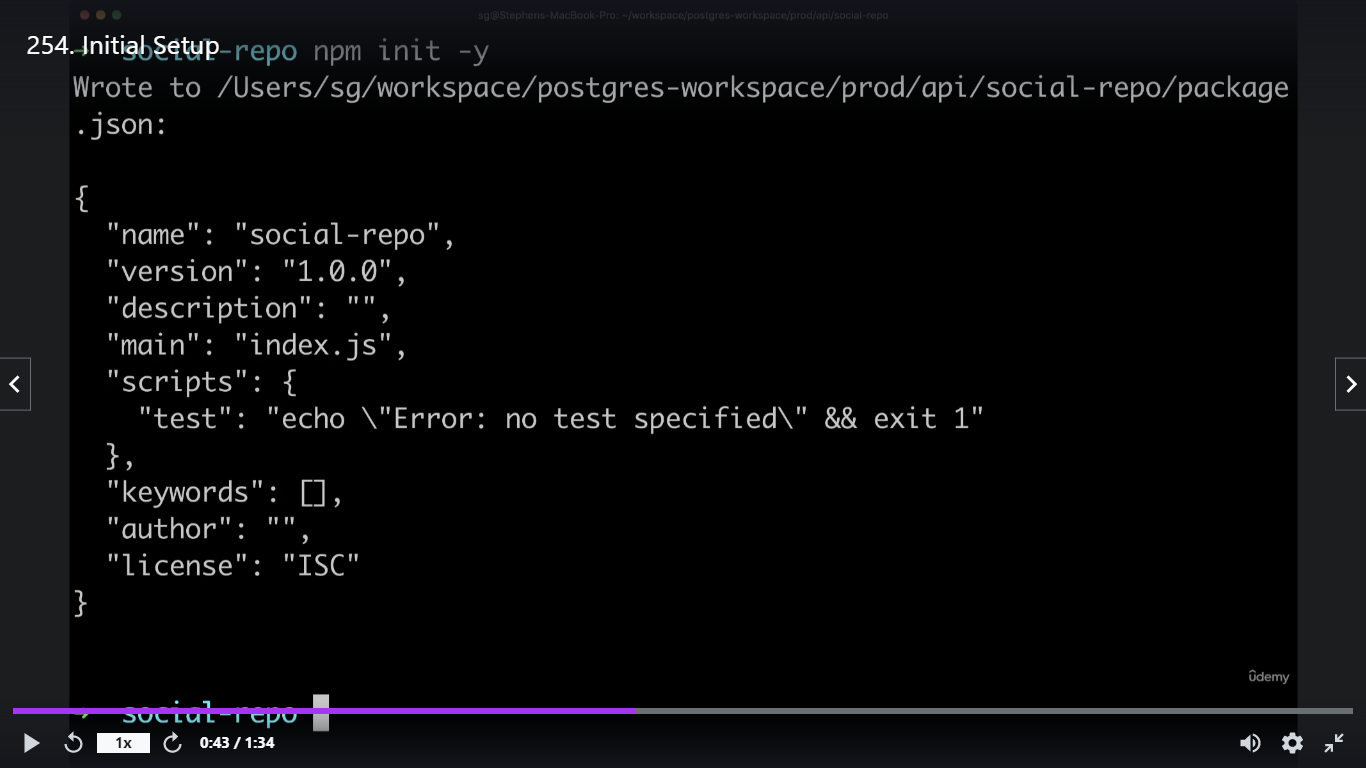 sg@Stephens-MacBook-Pro: ~/workspace/postgres-workspace/prod/api/social-repo
254. Initial Setup
→ social-repo npm init -y
Wrote to /Users/sg/workspace/postgres-workspace/prod/api/social-repo/package
.json:
{
"name": "social-repo",
"version": "1.0.0",
"description": "",
"main": "index.js",
"scripts": {
"test": "echo \"Error: no test specified\" && exit 1"
},
"keywords": [],
"author": "",
"license": "ISC"
}
ûdemy
→ social-repo
1x
0:43 / 1:34